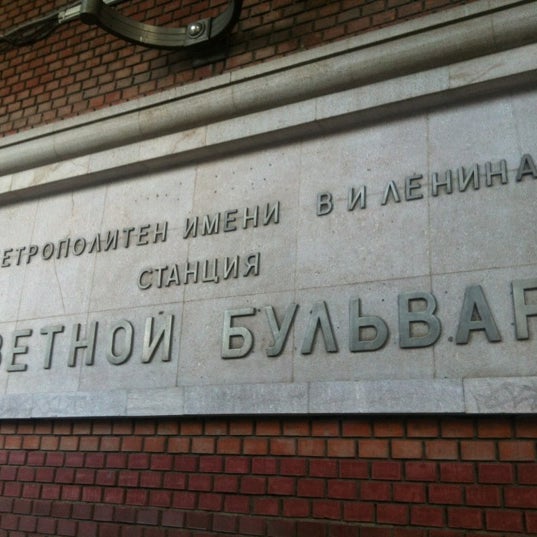 ЕТРОПОЛИТЕН ИМЕНИ В И ЛЕНИНА
СТАНЦИЯ
ВЕТНОЙ БУЛЬВАР